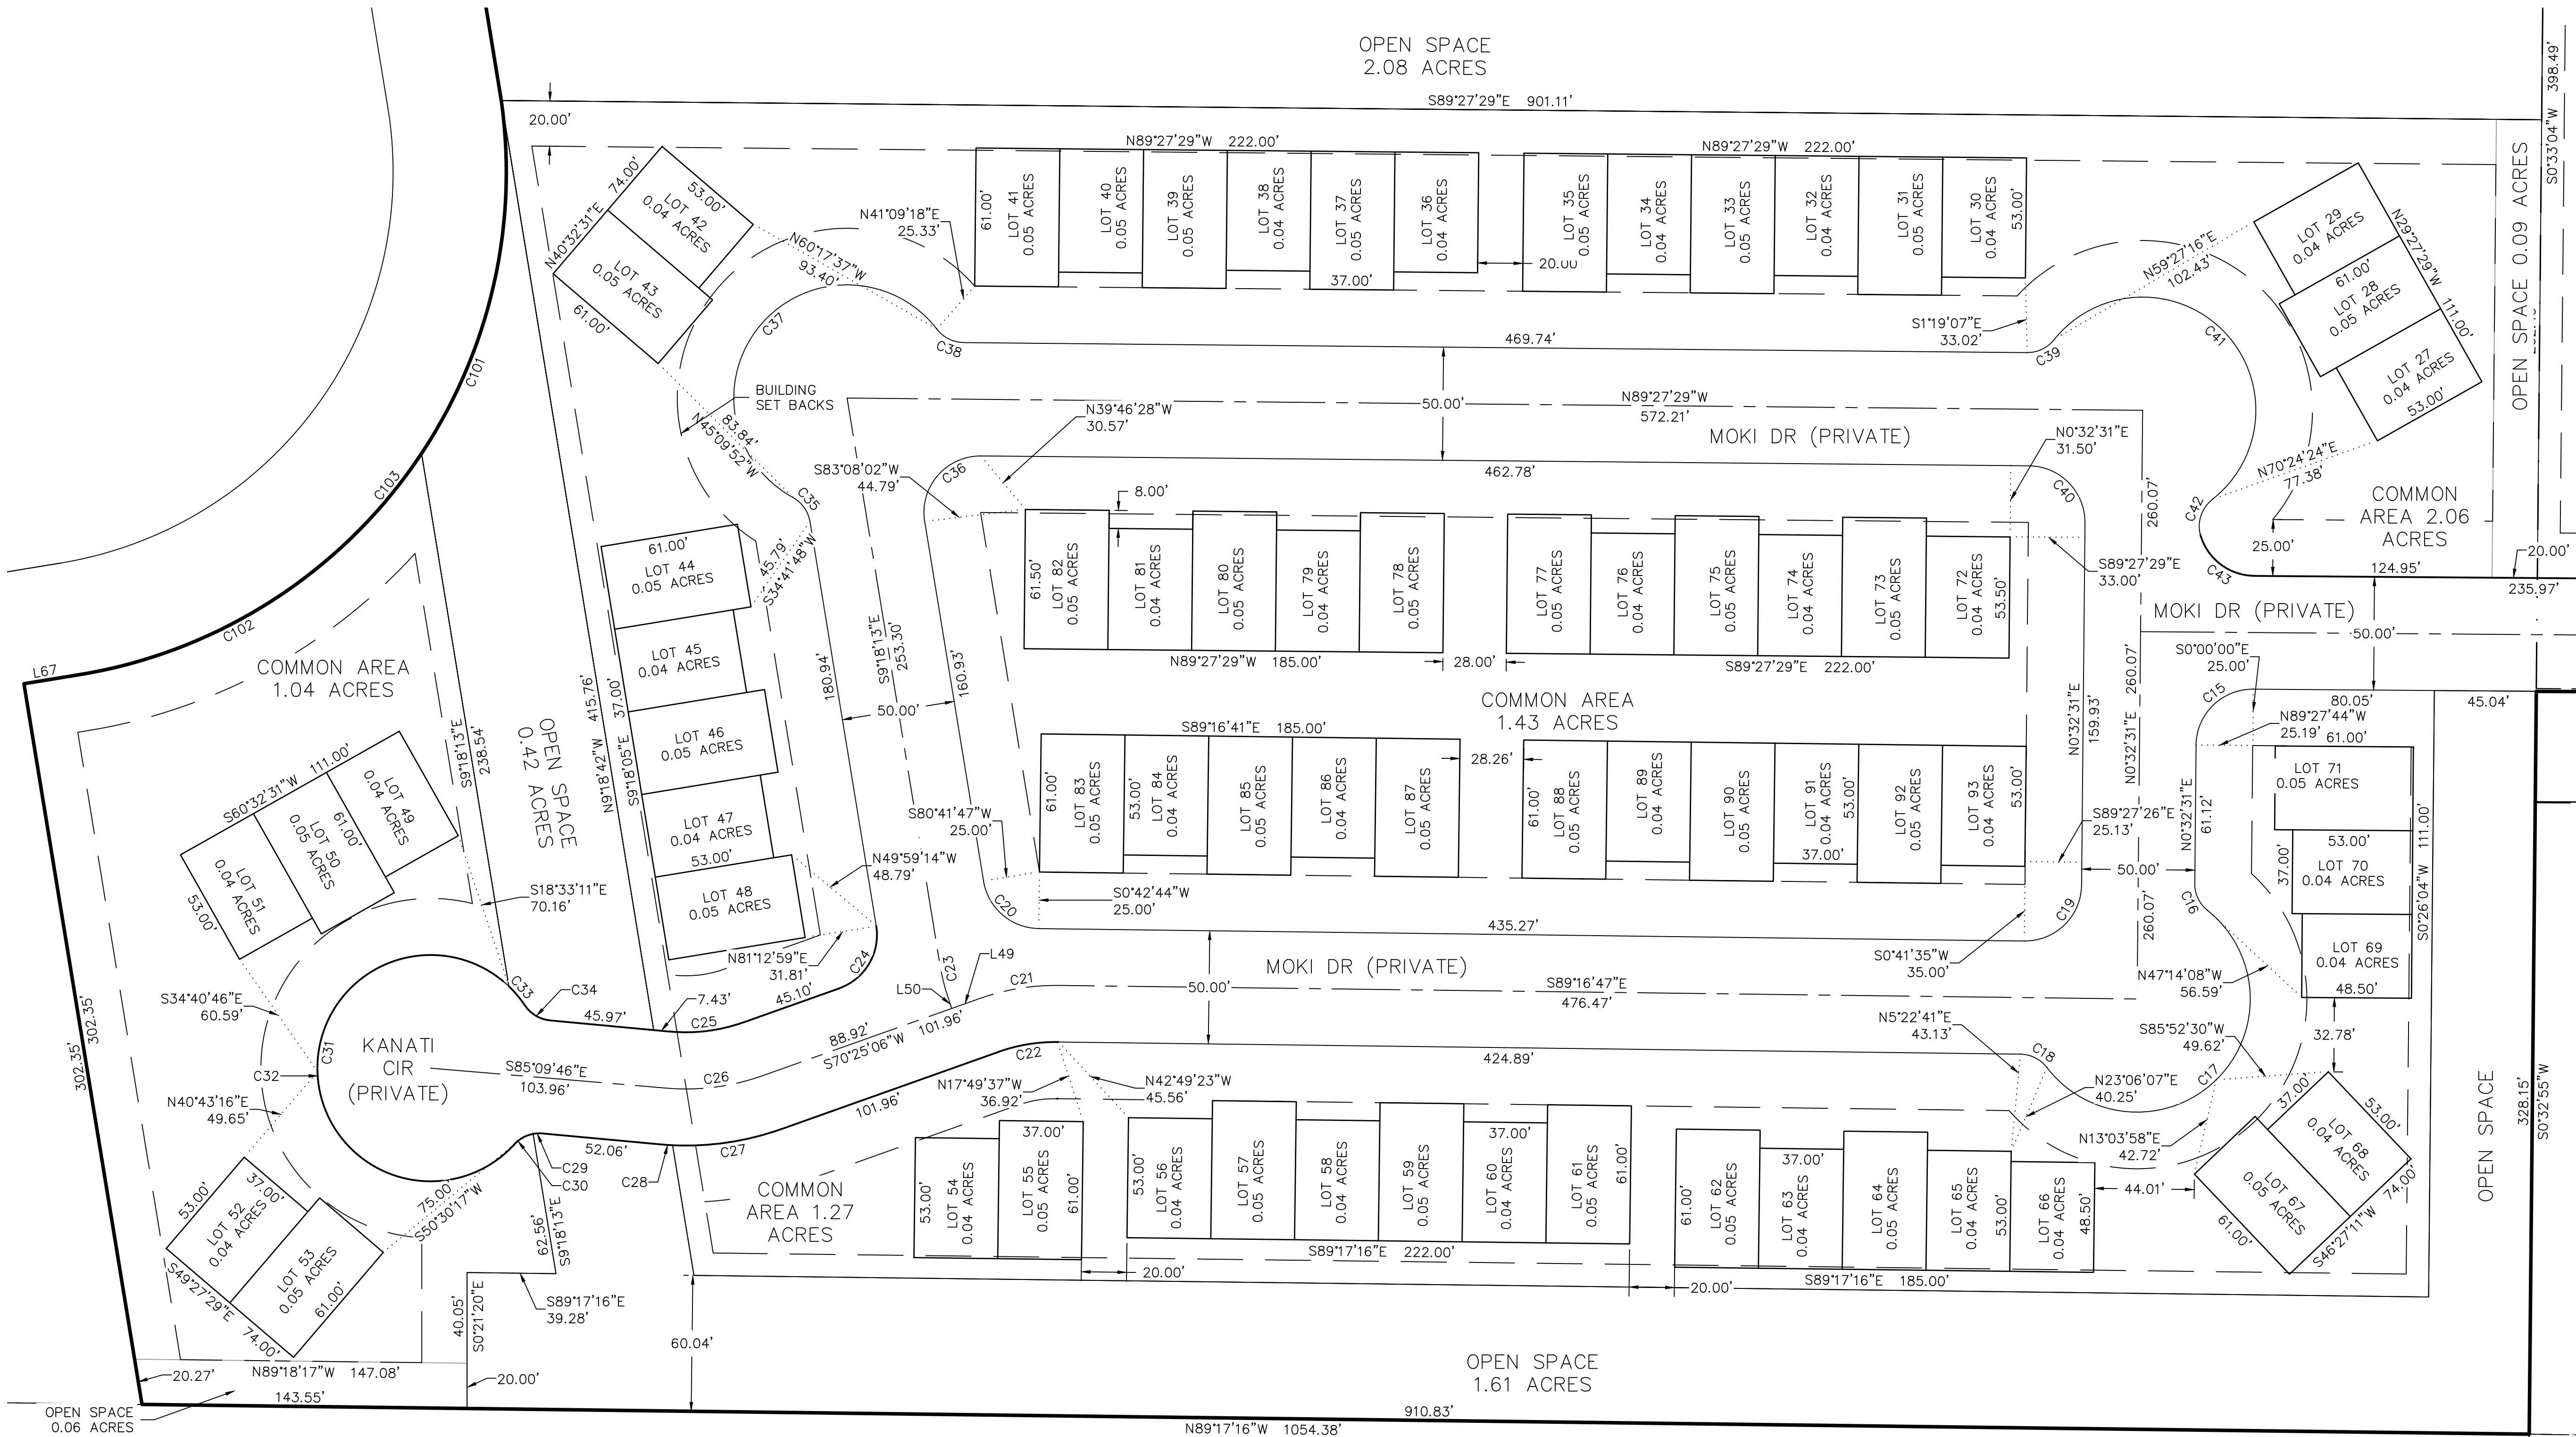 OPEN SPACE
2.08 ACRES
S89°27'29"E 901.11'
S0°33'04"W 398.49'
20.00'
N89°27'29"W 222.00'
N89°27'29"W 222.00'
74.00'
N40°32'31"E
53.00'
LOT 42
0.04 ACRES
LOT 43
0.05 ACRES
61.00'
N60°17'37"W
93.40'
N41°09'18"E
25.33'
61.00'
LOT 41
0.05 ACRES
LOT 40
0.05 ACRES
LOT 39
0.05 ACRES
LOT 38
0.04 ACRES
LOT 37
0.05 ACRES
37.00'
LOT 36
0.04 ACRES
20.00
LOT 35
0.05 ACRES
LOT 34
0.04 ACRES
LOT 33
0.05 ACRES
LOT 32
0.04 ACRES
LOT 31
0.05 ACRES
LOT 30
0.04 ACRES
53.00'
S1°19'07"E
33.02'
N59°27'16"E
102.43'
LOT 29
0.04 ACRES
N29°27'29"W 111.00'
61.00'
LOT 28
0.05 ACRES
LOT 27
0.04 ACRES
53.00'
OPEN SPACE 0.09 ACRES
C37
C38
469.74'
C39
C41
C101
BUILDING
SET BACKS
83.84'
N45°09'52"W
50.00'
N89°27'29"W
572.21'
MOKI DR (PRIVATE)
N39°46'28"W
30.57'
N0°32'31"E
31.50'
N70°24'24"E
77.38'
COMMON
AREA 2.06
ACRES
C103
C35
S83°08'02"W
44.79'
C36
462.78'
C40
260.07'
C42
25.00'
C43
124.95'
20.00'
235.97'
8.00'
61.50'
LOT 82
0.05 ACRES
LOT 81
0.04 ACRES
LOT 80
0.05 ACRES
LOT 79
0.04 ACRES
LOT 78
0.05 ACRES
LOT 77
0.05 ACRES
LOT 76
0.04 ACRES
LOT 75
0.05 ACRES
LOT 74
0.04 ACRES
LOT 73
0.05 ACRES
LOT 72
0.04 ACRES
53.50'
S89°27'29"E
33.00'
MOKI DR (PRIVATE)
50.00'
61.00'
LOT 44
0.05 ACRES
45.79'
S34°41'48"W
LOT 45
0.04 ACRES
LOT 46
0.05 ACRES
LOT 47
0.04 ACRES
53.00'
LOT 48
0.05 ACRES
L67
C102
COMMON AREA
1.04 ACRES
S9°18'13"E
238.54'
OPEN SPACE
0.42 ACRES
N9°18'42"W 415.76'
S9°18'05"E 37.00'
180.94'
50.00'
S9°18'13"E
253.30'
160.93'
N89°27'29"W 185.00'
28.00'
S89°27'29"E 222.00'
COMMON AREA
1.43 ACRES
N0°32'31"E
159.93'
N0°32'31"E 260.07'
S0°00'00"E
25.00'
C15
80.05'
45.04'
N89°27'44"W
25.19'
61.00'
LOT 71
0.05 ACRES
53.00'
37.00'
LOT 70
0.04 ACRES
LOT 69
0.04 ACRES
48.50'
S0°26'04"W 111.00'
N0°32'31"E
61.12'
S89°16'41"E 185.00'
28.26'
61.00'
LOT 83
0.05 ACRES
53.00'
LOT 84
0.04 ACRES
LOT 85
0.05 ACRES
LOT 86
0.04 ACRES
LOT 87
0.05 ACRES
61.00'
LOT 88
0.05 ACRES
LOT 89
0.04 ACRES
LOT 90
0.05 ACRES
LOT 91
0.04 ACRES
53.00'
37.00'
LOT 92
0.05 ACRES
LOT 93
0.04 ACRES
53.00'
S89°27'26"E
25.13'
50.00'
C16
260.07'
S60°32'31"W 111.00'
LOT 49
0.04 ACRES
61.00'
LOT 50
0.05 ACRES
LOT 51
0.04 ACRES
53.00'
S18°33'11"E
70.16'
S80°41'47"W
25.00'
N49°59'14"W
48.79'
S0°42'44"W
25.00'
C20
435.27'
C19
N81°12'59"E
31.81'
C24
C23
L49
L50
C21
MOKI DR (PRIVATE)
S0°41'35"W
35.00'
N47°14'08"W
56.59'
50.00'
S89°16'47"E
476.47'
S34°40'46"E
60.59'
C33
C34
45.97'
7.43'
C25
45.10'
88.92'
S70°25'06"W 101.96'
302.35'
302.35'
C31
C32
KANATI
CIR
(PRIVATE)
S85°09'46"E
103.96'
C26
C22
101.96'
424.89'
N5°22'41"E
43.13'
C18
S85°52'30"W
49.62'
32.78'
C17
N23°06'07"E
40.25'
N13°03'58"E
42.72'
N17°49'37"W
36.92'
N42°49'23"W
45.56'
N40°43'16"E
49.65'
52.06'
C29
C30
C28
C27
37.00'
53.00'
LOT 68
0.04 ACRES
LOT 67
0.05 ACRES
74.00'
S46°27'11"W
61.00'
44.01'
53.00'
37.00'
LOT 52
0.04 ACRES
LOT 53
0.05 ACRES
61.00'
S49°27'29"E
74.00'
75.00'
S50°30'17"W
62.56'
S9°18'13"E
COMMON
AREA 1.27
ACRES
53.00'
LOT 54
0.04 ACRES
37.00'
LOT 55
0.05 ACRES
61.00'
53.00'
LOT 56
0.04 ACRES
LOT 57
0.05 ACRES
LOT 58
0.04 ACRES
LOT 59
0.05 ACRES
37.00'
LOT 60
0.04 ACRES
LOT 61
0.05 ACRES
61.00'
61.00'
LOT 62
0.05 ACRES
37.00'
LOT 63
0.04 ACRES
LOT 64
0.05 ACRES
LOT 65
0.04 ACRES
53.00'
LOT 66
0.04 ACRES
48.50'
S89°17'16"E 222.00'
20.00'
S89°17'16"E 185.00'
20.00'
OPEN SPACE
328.15'
S0°32'55"W
40.05'
S0°21'20"E
S89°17'16"E
39.28'
60.04'
20.27'
N89°18'17"W 147.08'
143.55'
20.00'
OPEN SPACE
0.06 ACRES
OPEN SPACE
1.61 ACRES
910.83'
N89°17'16"W 1054.38'